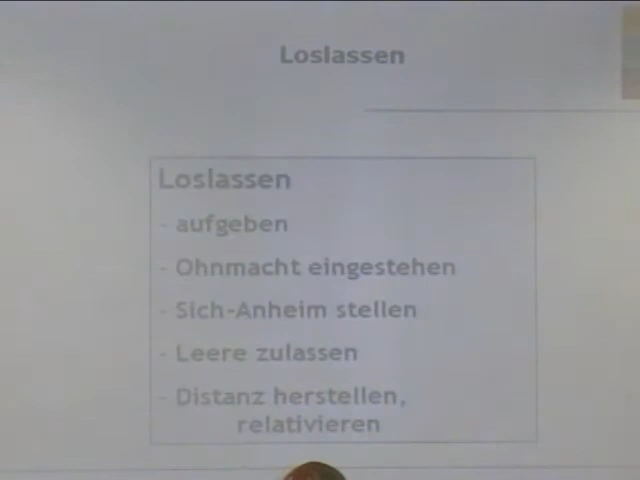 Loslassen
Loslassen
- aufgeben
- Ohnmacht eingestehen
- Sich-Anheim stellen
- Leere zulassen
- Distanz herstellen,
relativieren